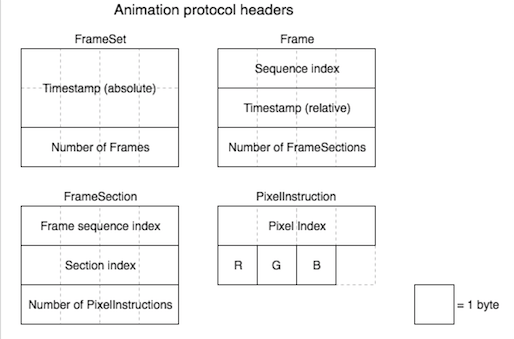 Animation protocol headers
FrameSet
Timestamp (absolute)
Number of Frames
Frame
Sequence index
Timestamp (relative)
Number of FrameSections
FrameSection
Frame sequence index
Section index
Number of PixelInstructions
PixelInstruction
Pixel Index
R G B
= 1 byte